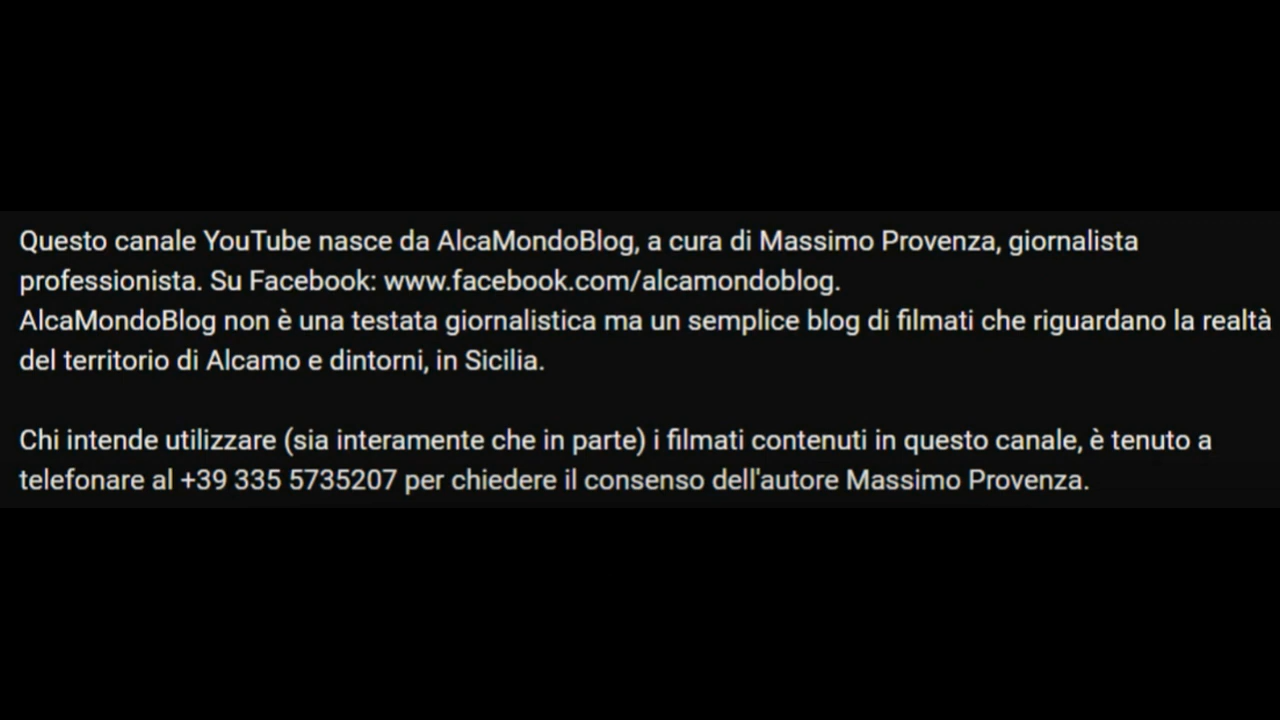 Questo canale YouTube nasce da AlcaMondoBlog, a cura di Massimo Provenza, giornalista
professionista. Su Facebook: www.facebook.com/alcamondoblog.
AlcaMondoBlog non è una testata giornalistica ma un semplice blog di filmati che riguardano la realtà
del territorio di Alcamo e dintorni, in Sicilia.
Chi intende utilizzare (sia interamente che in parte) i filmati contenuti in questo canale, è tenuto a
telefonare al +39 335 5735207 per chiedere il consenso dell'autore Massimo Provenza.